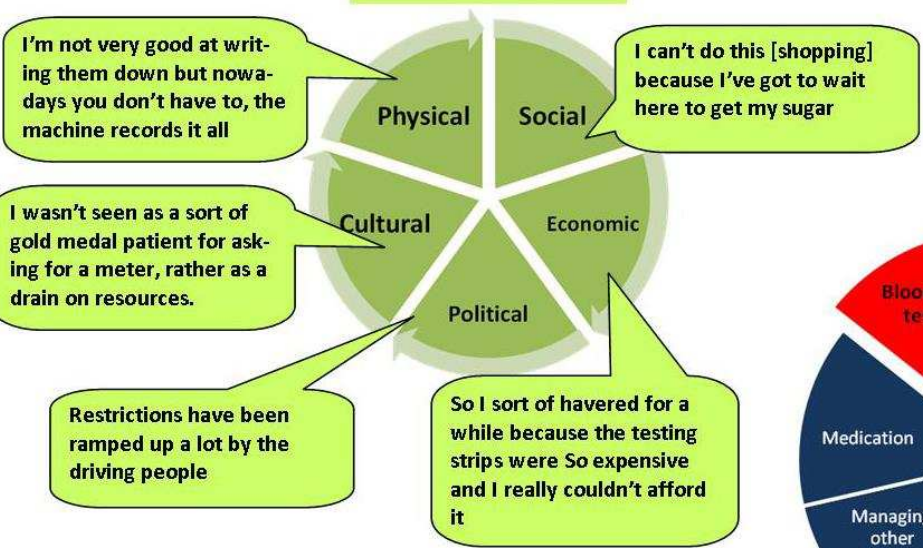 I'm not very good at writ-
ing them down but nowa-
days you don't have to, the
machine records it all
I can't do this [shopping]
because I've got to wait
here to get my sugar
Physical
Social
I wasn't seen as a sort of
gold medal patient for ask-
ing for a meter, rather as a
drain on resources.
Cultural
Economic
Political
Restrictions have been
ramped up a lot by the
driving people
So I sort of havered for a
while because the testing
strips were So expensive
and I really couldn't afford
it
Medication
other